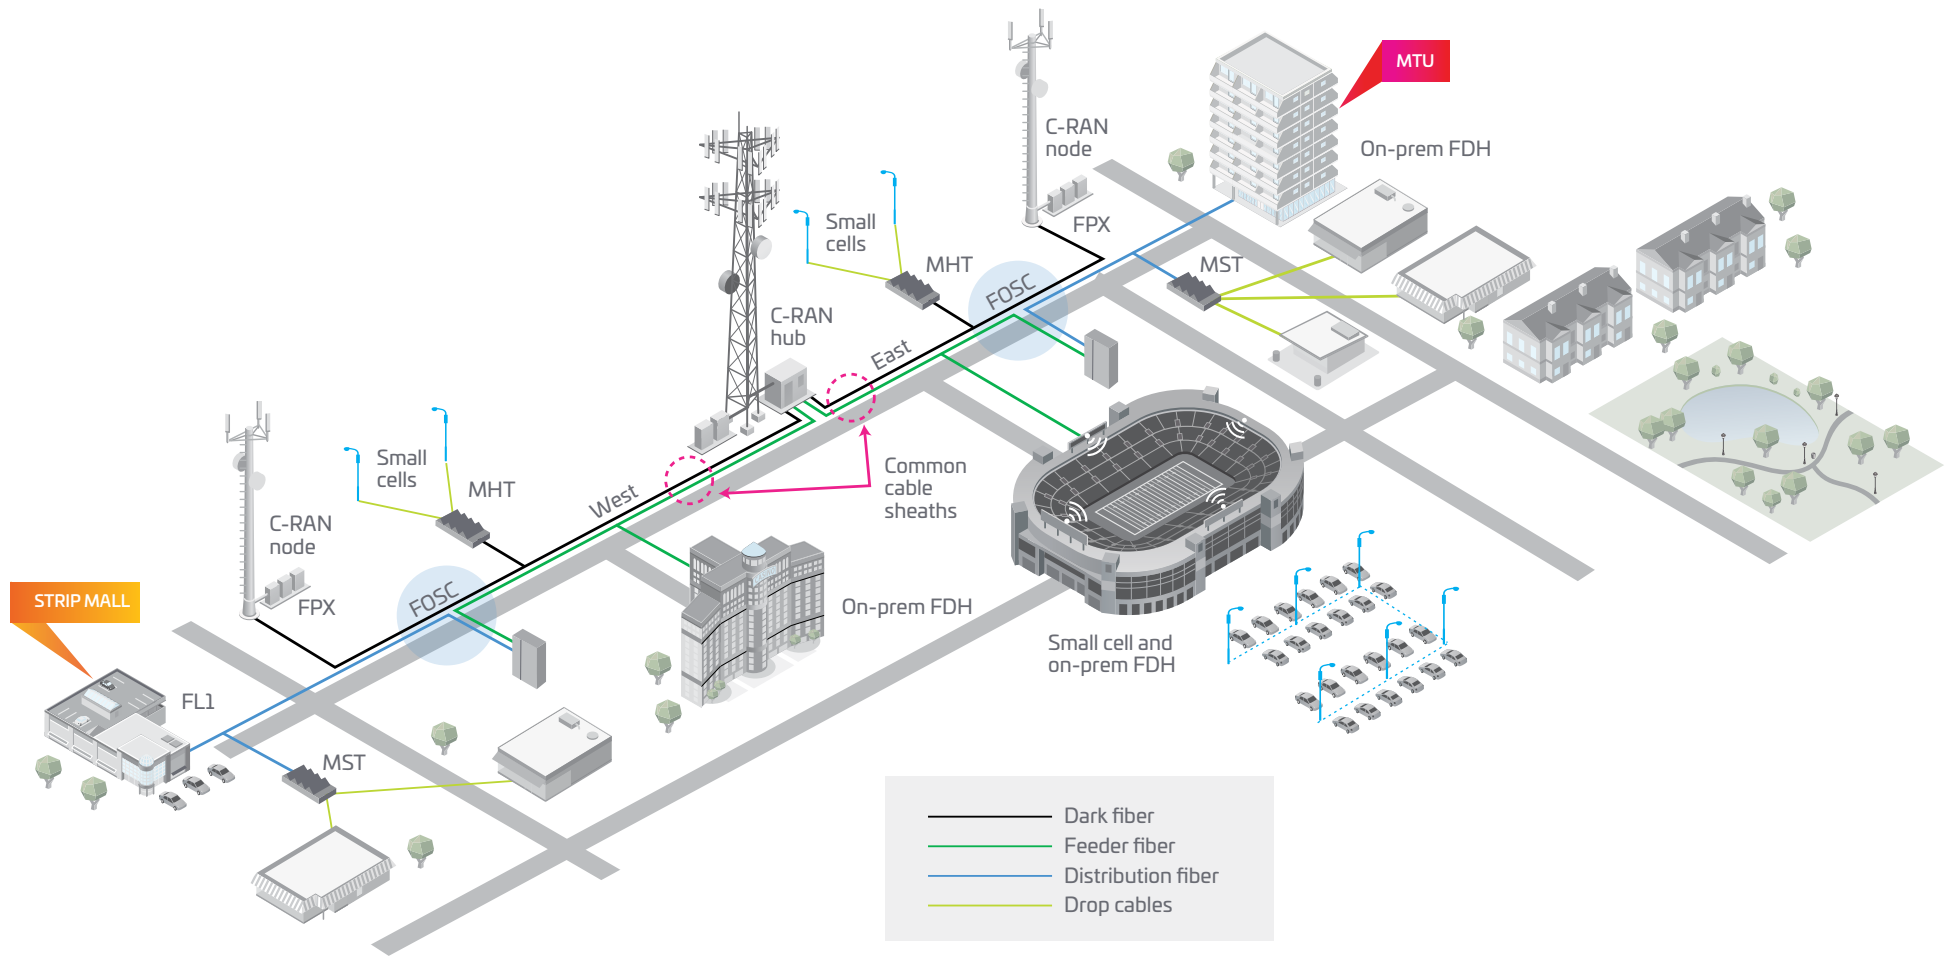 MTU
C-RAN
node
On-prem FDH
FPX
Small
cells
MHT
MST
FOSC
C-RAN
hub
East
Small
cells
MHT
West
Common
cable
sheaths
C-RAN
node
FPX
FOSC
STRIP MALL
On-prem FDH
Small cell and
on-prem FDH
FL1
MST
Dark fiber
Feeder fiber
Distribution fiber
Drop cables